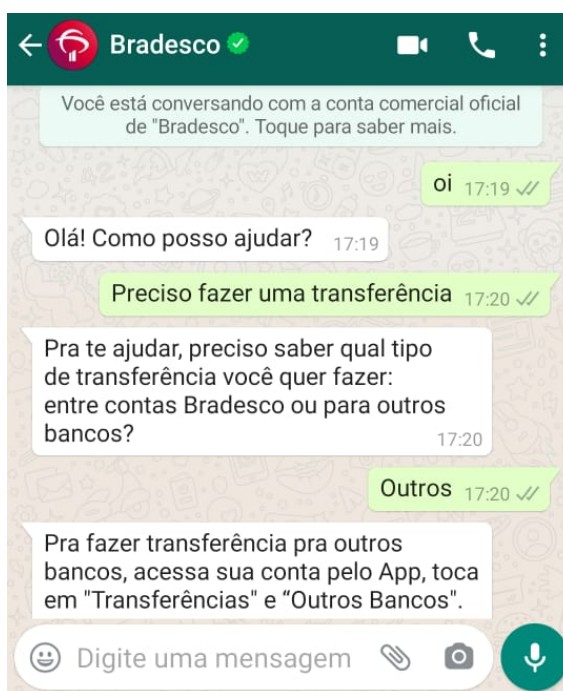 Bradesco
Você está conversando com a conta comercial oficial
de "Bradesco". Toque para saber mais.
oi 17:19
Olá! Como posso ajudar? 17:19
Preciso fazer uma transferência 17:20
Pra te ajudar, preciso saber qual tipo
de transferência você quer fazer:
entre contas Bradesco ou para outros
bancos? 17:20
Outros 17:20
Pra fazer transferência pra outros
bancos, acessa sua conta pelo App, toca
em "Transferências" e “Outros Bancos".
Digite uma mensagem